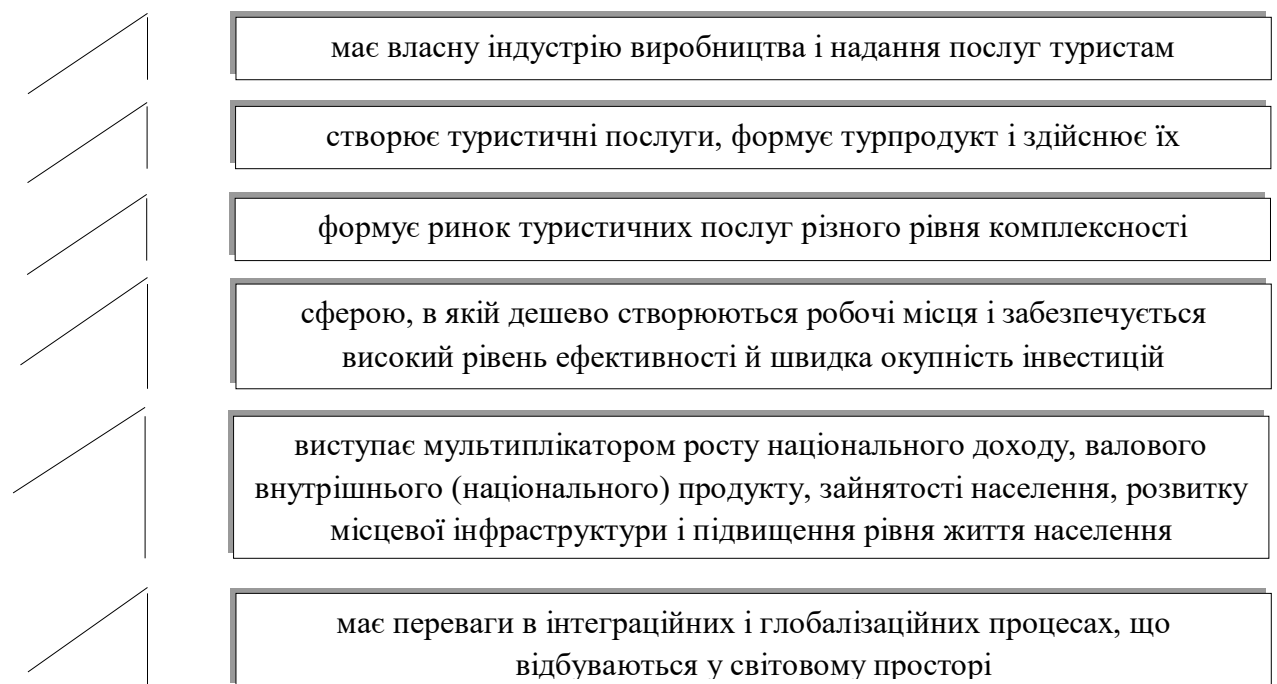 має власну індустрію виробництва і надання послуг туристам
створює туристичні послуги, формує турпродукт і здійснює їх
формує ринок туристичних послуг різного рівня комплексності
сферою, в якій дешево створюються робочі місця і забезпечується
високий рівень ефективності й швидка окупність інвестицій
виступає мультиплікатором росту національного доходу, валового
внутрішнього (національного) продукту, зайнятості населення, розвитку
місцевої інфраструктури і підвищення рівня життя населення
має переваги в інтеграційних і глобалізаційних процесах, що
відбуваються у світовому просторі